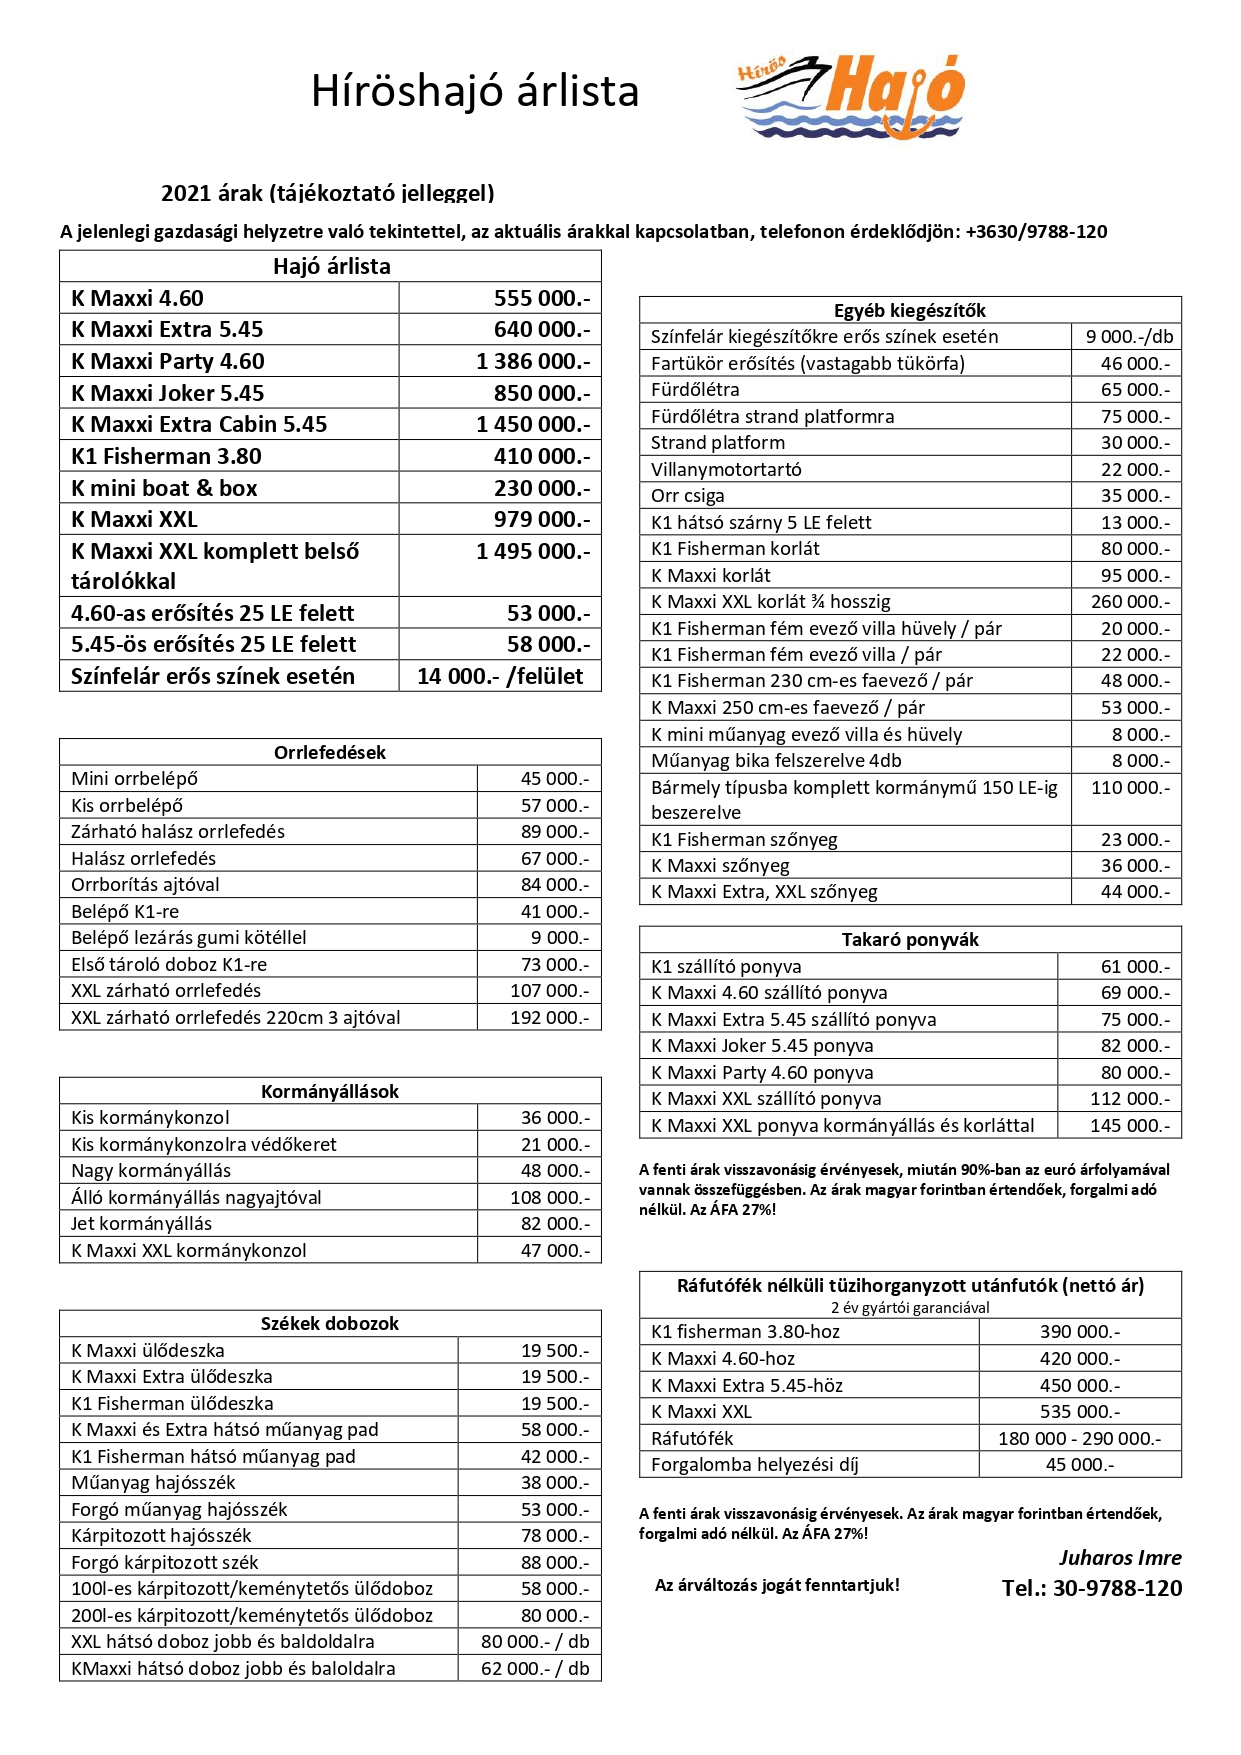 Híröshajó árlista
Hírös Hajó
2021 árak (tájékoztató jelleggel)
A jelenlegi gazdasági helyzetre való tekintettel, az aktuális árakkal kapcsolatban, telefonon érdeklődjön: +3630/9788-120
Hajó árlista
K Maxxi 4.60 555 000.-
K Maxxi Extra 5.45 640 000.-
K Maxxi Party 4.60 1 386 000.-
K Maxxi Joker 5.45 850 000.-
K Maxxi Extra Cabin 5.45 1 450 000.-
K1 Fisherman 3.80 410 000.-
K mini boat & box 230 000.-
K Maxxi XXL 979 000.-
K Maxxi XXL komplett belső 1 495 000.-
tárolókkal
4.60-as erősítés 25 LE felett 53 000.-
5.45-ös erősítés 25 LE felett 58 000.-
Színfelár erős színek esetén 14 000.- /felület
Orrlefedések
Mini orrbelépő 45 000.-
Kis orrbelépő 57 000.-
Zárható halász orrlefedés 89 000.-
Halász orrlefedés 67 000.-
Orrborítás ajtóval 84 000.-
Belépő K1-re 41 000.-
Belépő lezárás gumi kötéllel 9 000.-
Első tároló doboz K1-re 73 000.-
XXL zárható orrlefedés 107 000.-
XXL zárható orrlefedés 220cm 3 ajtóval 192 000.-
Kormányállások
Kis kormánykonzol 36 000.-
Kis kormánykonzolra védőkeret 21 000.-
Nagy kormányállás 48 000.-
Álló kormányállás nagyajtóval 108 000.-
Jet kormányállás 82 000.-
K Maxxi XXL kormánykonzol 47 000.-
Székek dobozok
K Maxxi ülődeszka 19 500.-
K Maxxi Extra ülődeszka 19 500.-
K1 Fisherman ülődeszka 19 500.-
K Maxxi és Extra hátsó műanyag pad 58 000.-
K1 Fisherman hátsó műanyag pad 42 000.-
Műanyag hajósszék 38 000.-
Forgó műanyag hajósszék 53 000.-
Kárpitozott hajósszék 78 000.-
Forgó kárpitozott szék 88 000.-
100l-es kárpitozott/keménytetős ülődoboz 58 000.-
200l-es kárpitozott/keménytetős ülődoboz 80 000.-
XXL hátsó doboz jobb és baldoldalra 80 000.- / db
KMaxxi hátsó doboz jobb és baloldalra 62 000.- / db
Egyéb kiegészítők
Színfelár kiegészítőkre erős színek esetén 9 000.-/db
Fartükör erősítés (vastagabb tükörfa) 46 000.-
Fürdőlétra 65 000.-
Fürdőlétra strand platformra 75 000.-
Strand platform 30 000.-
Villanymotortartó 22 000.-
Orr csiga 35 000.-
K1 hátsó szárny 5 LE felett 13 000.-
K1 Fisherman korlát 80 000.-
K Maxxi korlát 95 000.-
K Maxxi XXL korlát ¾ hosszig 260 000.-
K1 Fisherman fém evező villa hüvely / pár 20 000.-
K1 Fisherman fém evező villa / pár 22 000.-
K1 Fisherman 230 cm-es faevező / pár 48 000.-
K Maxxi 250 cm-es faevező / pár 53 000.-
K mini műanyag evező villa és hüvely 8 000.-
Műanyag bika felszerelve 4db 8 000.-
Bármely típusba komplett kormánymű 150 LE-ig 110 000.-
beszerelve
K1 Fisherman szőnyeg 23 000.-
K Maxxi szőnyeg 36 000.-
K Maxxi Extra, XXL szőnyeg 44 000.-
Takaró ponyvák
K1 szállító ponyva 61 000.-
K Maxxi 4.60 szállító ponyva 69 000.-
K Maxxi Extra 5.45 szállító ponyva 75 000.-
K Maxxi Joker 5.45 ponyva 82 000.-
K Maxxi Party 4.60 ponyva 80 000.-
K Maxxi XXL szállító ponyva 112 000.-
K Maxxi XXL ponyva kormányállás és korláttal 145 000.-
A fenti árak visszavonásig érvényesek, miután 90%-ban az euró árfolyamával
vannak összefüggésben. Az árak magyar forintban értendőek, forgalmi adó
nélkül. Az ÁFA 27%!
Ráfutófék nélküli tüzihorganyzott utánfutók (nettó ár)
2 év gyártói garanciával
K1 fisherman 3.80-hoz 390 000.-
K Maxxi 4.60-hoz 420 000.-
K Maxxi Extra 5.45-höz 450 000.-
K Maxxi XXL 535 000.-
Ráfutófék 180 000 - 290 000.-
Forgalomba helyezési díj 45 000.-
A fenti árak visszavonásig érvényesek. Az árak magyar forintban értendőek,
forgalmi adó nélkül. Az ÁFA 27%!
Juharos Imre
Az árváltozás jogát fenntartjuk! Tel.: 30-9788-120